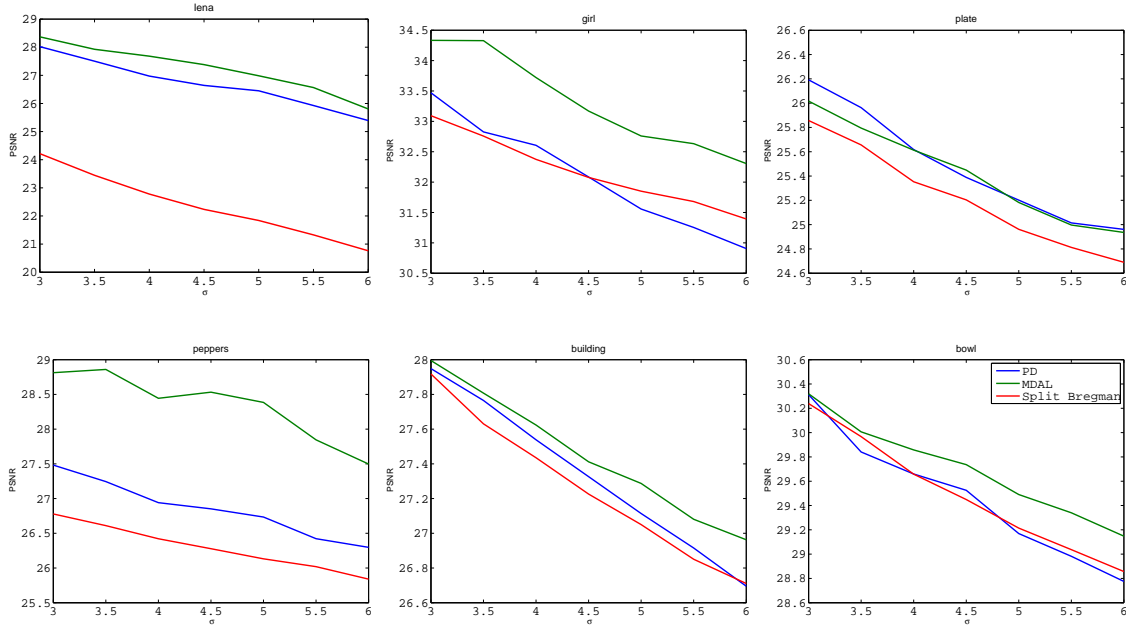 lena
29
28
27
26
25
24
23
22
21
20
PSNR
3 3.5 4 4.5 5 5.5 6
σ
girl
34.5
34
33.5
33
32.5
32
31.5
31
30.5
PSNR
3 3.5 4 4.5 5 5.5 6
σ
plate
26.6
26.4
26.2
26
25.8
25.6
25.4
25.2
25
24.8
24.6
PSNR
3 3.5 4 4.5 5 5.5 6
σ
peppers
29
28.5
28
27.5
27
26.5
26
25.5
PSNR
3 3.5 4 4.5 5 5.5 6
σ
building
28
27.8
27.6
27.4
27.2
27
26.8
26.6
PSNR
3 3.5 4 4.5 5 5.5 6
σ
bowl
30.6
30.4
30.2
30
29.8
29.6
29.4
29.2
29
28.8
28.6
PSNR
3 3.5 4 4.5 5 5.5 6
σ
PD
MDAL
Split Bregman